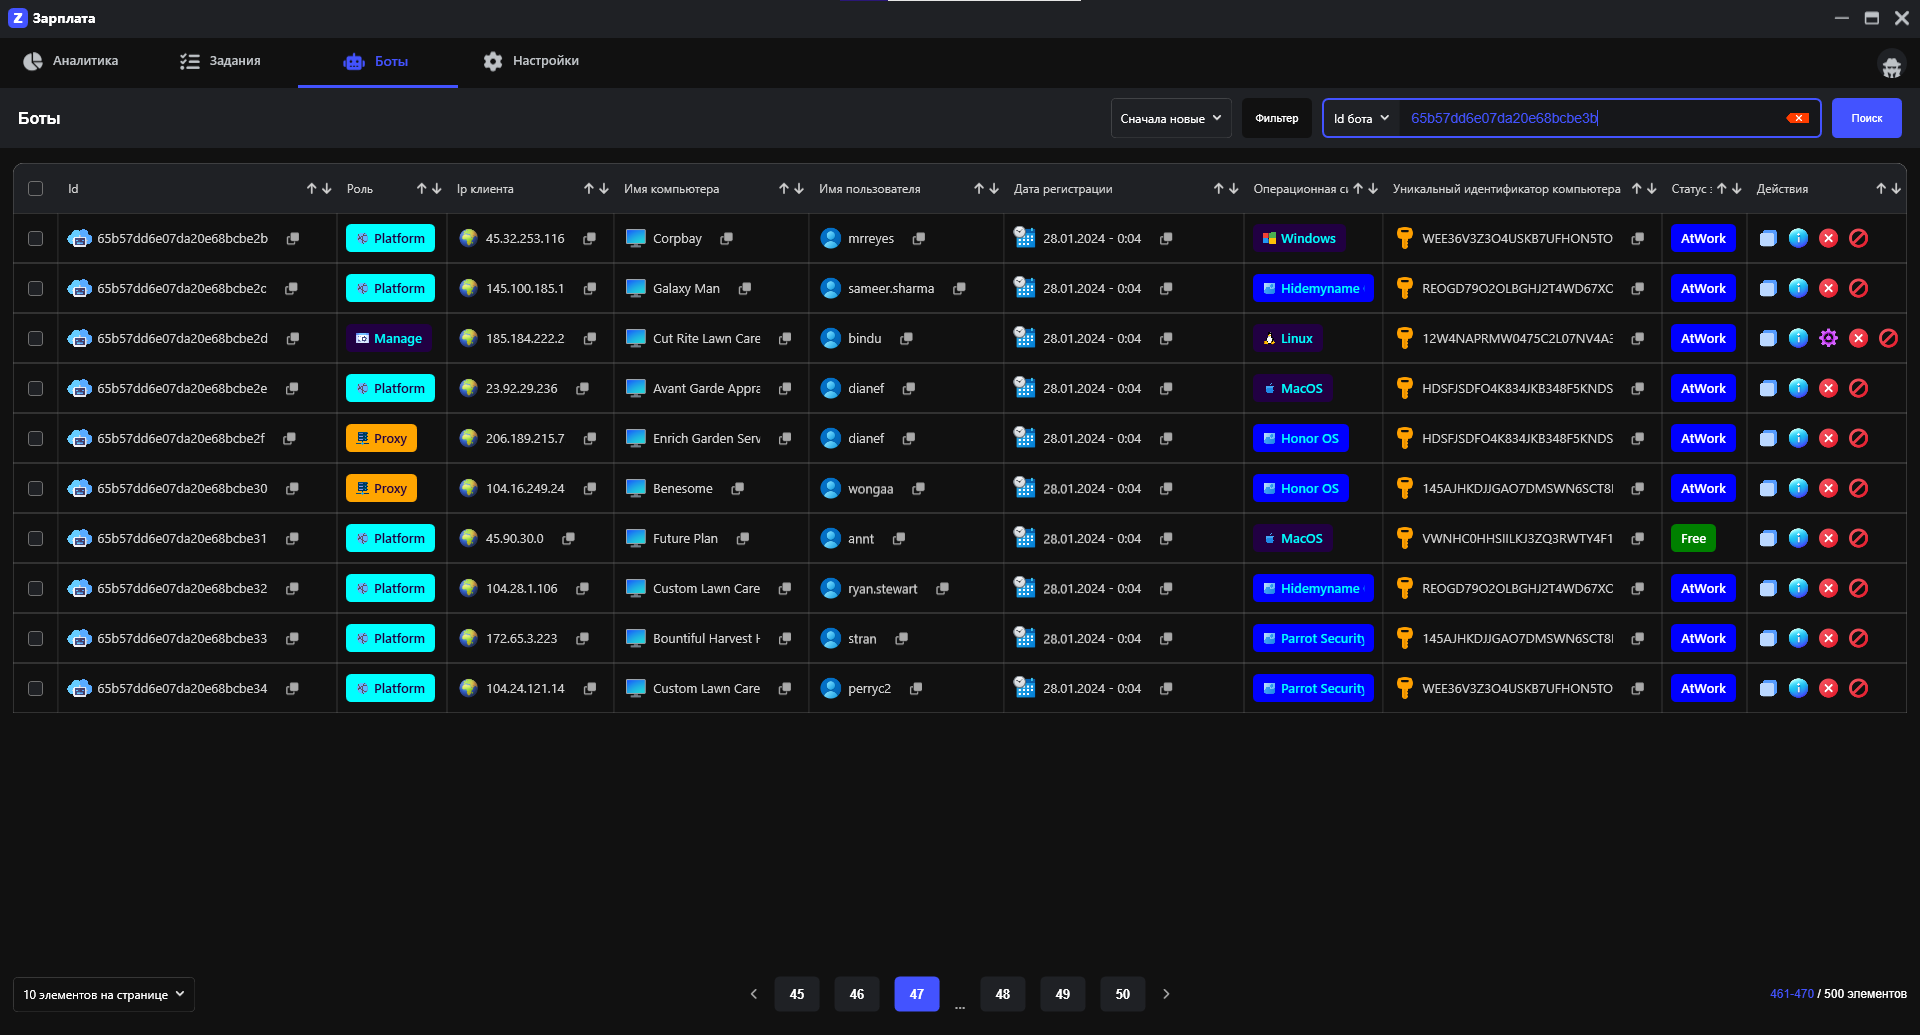 Z Зарплата
Аналитика Задания Боты Настройки
Боты Сначала новые Фильтер Id бота 65b57dd6e07da20e68bcbe3b Поиск
Id Роль Ip клиента Имя компьютера Имя пользователя Дата регистрации Операционная си Уникальный идентификатор компьютера Статус : Действия
65b57dd6e07da20e68bcbe2b Platform 45.32.253.116 Corpbay mrreyes 28.01.2024 - 0:04 Windows WEE36V3Z3O4USKB7UFHON5TO AtWork
65b57dd6e07da20e68bcbe2c Platform 145.100.185.1 Galaxy Man sameer.sharma 28.01.2024 - 0:04 Hidemyname REOGD79O2OLBGHJ2T4WD67XC AtWork
65b57dd6e07da20e68bcbe2d Manage 185.184.222.2 Cut Rite Lawn Care bindu 28.01.2024 - 0:04 Linux 12W4NAPRMW0475C2L07NV4A3 AtWork
65b57dd6e07da20e68bcbe2e Platform 23.92.29.236 Avant Garde Appra dianef 28.01.2024 - 0:04 MacOS HDSFJSDFO4K834JKB348F5KNDS AtWork
65b57dd6e07da20e68bcbe2f Proxy 206.189.215.7 Enrich Garden Serv dianef 28.01.2024 - 0:04 Honor OS HDSFJSDFO4K834JKB348F5KNDS AtWork
65b57dd6e07da20e68bcbe30 Proxy 104.16.249.24 Benesome wongaa 28.01.2024 - 0:04 Honor OS 145AJHKDJJGAO7DMSWN6SCT8 AtWork
65b57dd6e07da20e68bcbe31 Platform 45.90.30.0 Future Plan annt 28.01.2024 - 0:04 MacOS VWNHC0HHSIILKJ3ZQ3RWTY4F1 Free
65b57dd6e07da20e68bcbe32 Platform 104.28.1.106 Custom Lawn Care ryan.stewart 28.01.2024 - 0:04 Hidemyname REOGD79O2OLBGHJ2T4WD67XC AtWork
65b57dd6e07da20e68bcbe33 Platform 172.65.3.223 Bountiful Harvest stran 28.01.2024 - 0:04 Parrot Security 145AJHKDJJGAO7DMSWN6SCT8 AtWork
65b57dd6e07da20e68bcbe34 Platform 104.24.121.14 Custom Lawn Care perryc2 28.01.2024 - 0:04 Parrot Security WEE36V3Z3O4USKB7UFHON5TO AtWork
10 элементов на странице 45 46 47 ... 48 49 50 461-470 / 500 элементов